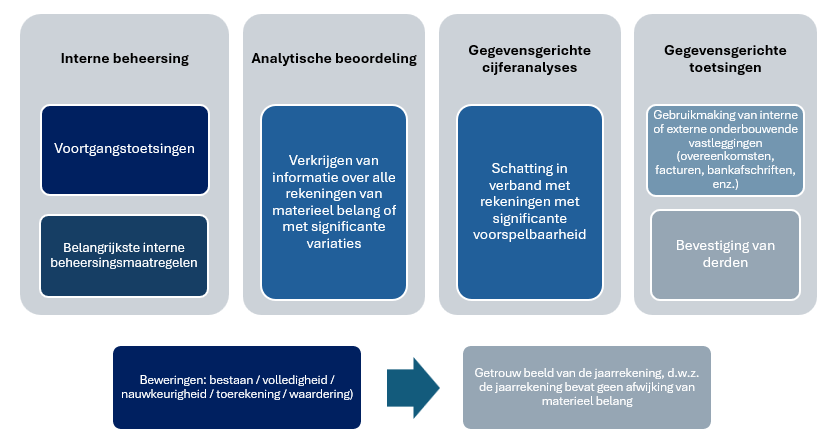 Interne beheersing
Voortgangstoetsingen
Belangrijkste interne
beheersingsmaatregelen
Analytische beoordeling
Verkrijgen van
informatie over alle
rekeningen van
materieel belang of
met significante
variaties
Gegevensgerichte
cijferanalyses
Schatting in
verband met
rekeningen met
significante
voorspelbaarheid
Gegevensgerichte
toetsingen
Gebruikmaking van interne
of externe onderbouwende
vastleggingen
(overeenkomsten,
facturen, bankafschriften,
enz.)
Bevestiging van
derden
Beweringen: bestaan / volledigheid /
nauwkeurigheid / toerekening / waardering)
Getrouw beeld van de jaarrekening, d.w.z.
de jaarrekening bevat geen afwijking van
materieel belang